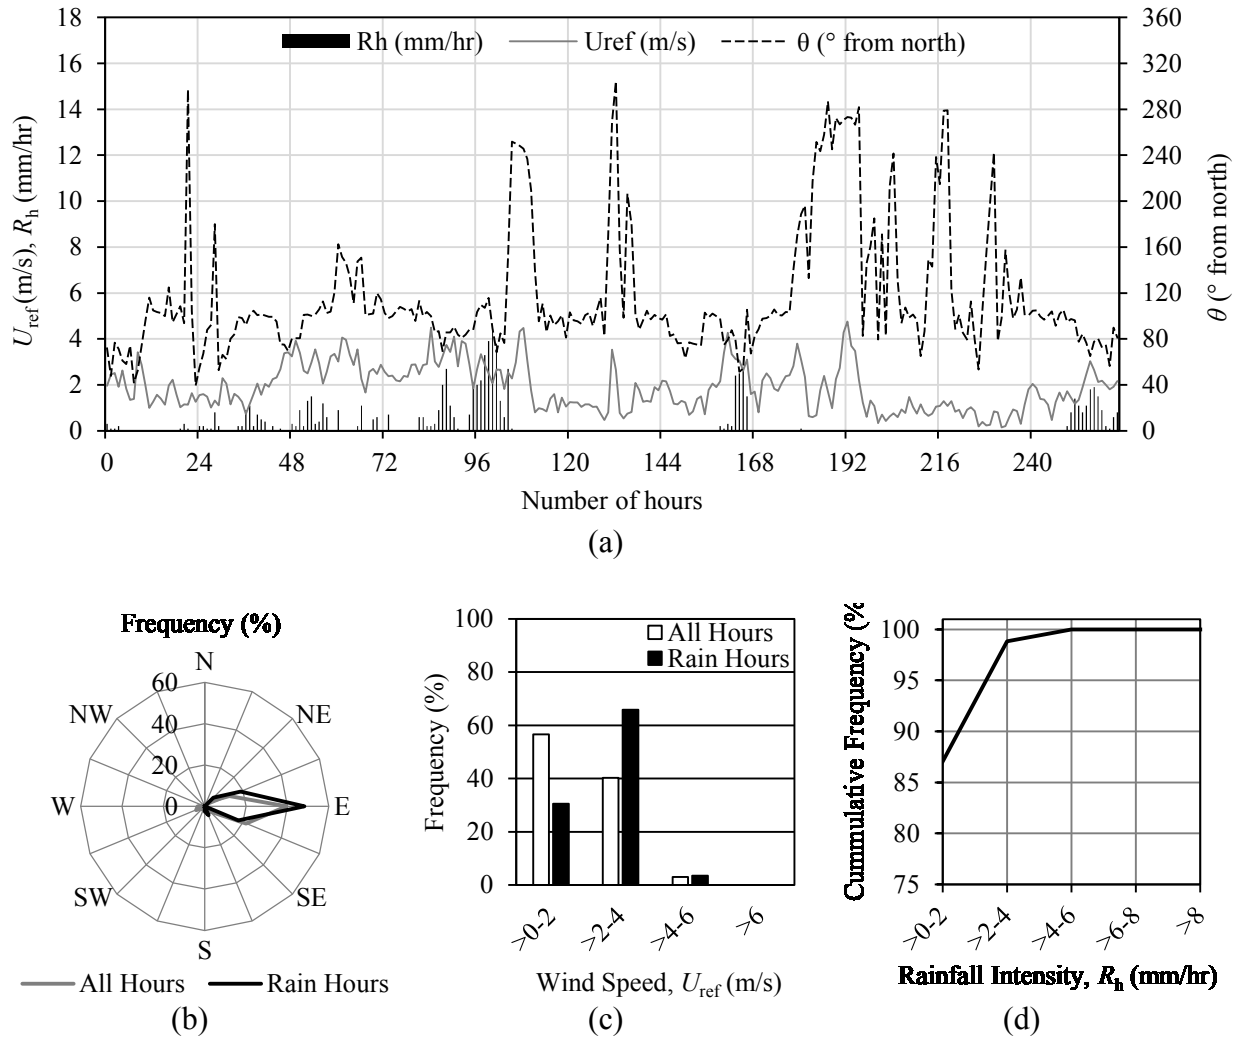 18 360
Rh (mm/hr) Uref (m/s) θ (° from north)
16 320
14 280
12 240
10 200
8 160
6 120
4 80
2 40
0 0
U_ref (m/s), R_h (mm/hr)
θ (° from north)
0 24 48 72 96 120 144 168 192 216 240
Number of hours
(a)
Frequency (%)
N
NE
E
SE
S
SW
W
NW
60
40
20
0
All Hours Rain Hours
(b)
100
80
60
40
20
0
Frequency (%)
All Hours
Rain Hours
>0-2 >2-4 >4-6 >6
Wind Speed, U_ref (m/s)
(c)
100
95
90
85
80
75
Cummulative Frequency (%
>0-2 >2-4 >4-6 >6-8 >8
Rainfall Intensity, R_h (mm/hr)
(d)